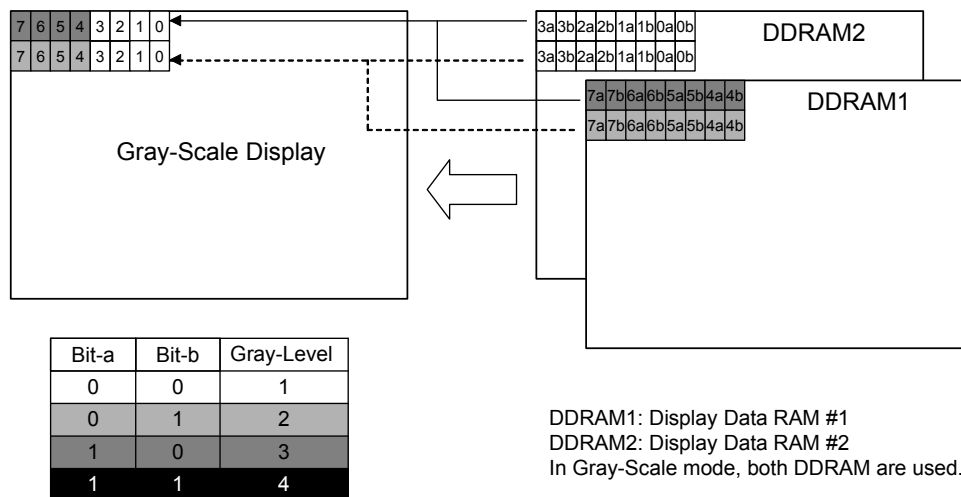 7 6 5 4 3 2 1 0
7 6 5 4 3 2 1 0
Gray-Scale Display
3a 3b 2a 2b 1a 1b 0a 0b
3a 3b 2a 2b 1a 1b 0a 0b
DDRAM2
7a 7b 6a 6b 5a 5b 4a 4b
7a 7b 6a 6b 5a 5b 4a 4b
DDRAM1
Bit-a Bit-b Gray-Level
0 0 1
0 1 2
1 0 3
1 1 4
DDRAM1: Display Data RAM #1
DDRAM2: Display Data RAM #2
In Gray-Scale mode, both DDRAM are used.